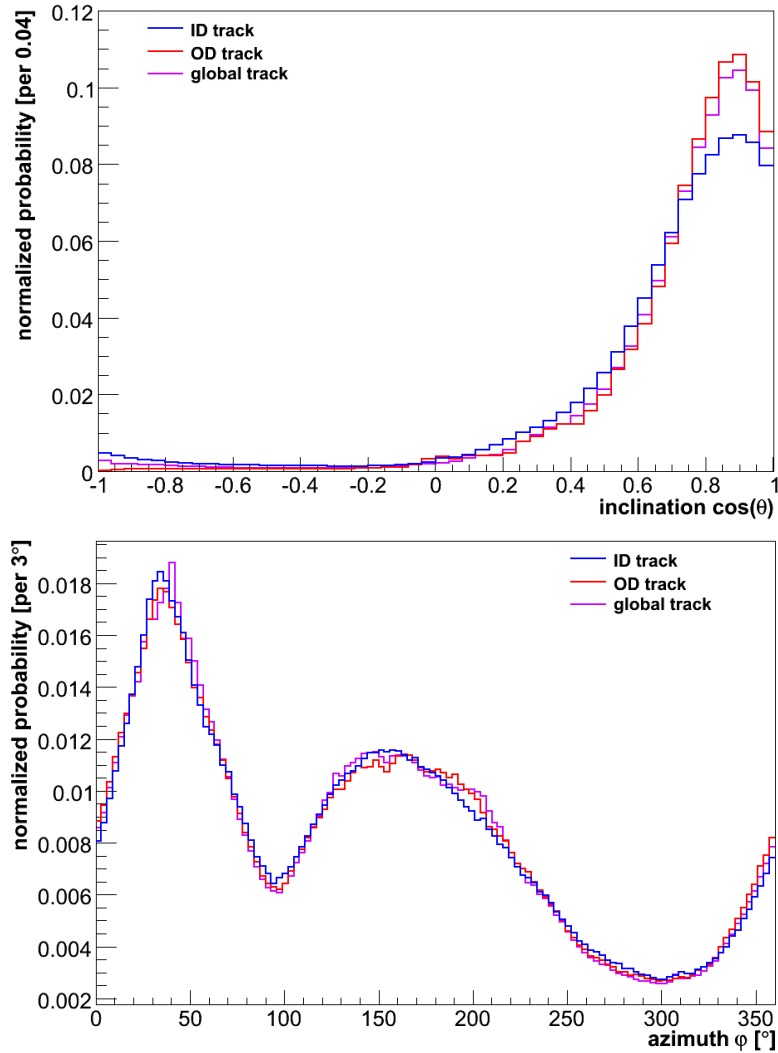 normalized probability [per 0.04]
0.12
0.1
0.08
0.06
0.04
0.02
0
ID track
OD track
global track
-1 -0.8 -0.6 -0.4 -0.2 0 0.2 0.4 0.6 0.8 1
inclination cos(θ)
normalized probability [per 3°]
0.018
0.016
0.014
0.012
0.01
0.008
0.006
0.004
0.002
ID track
OD track
global track
0 50 100 150 200 250 300 350
azimuth φ [°]